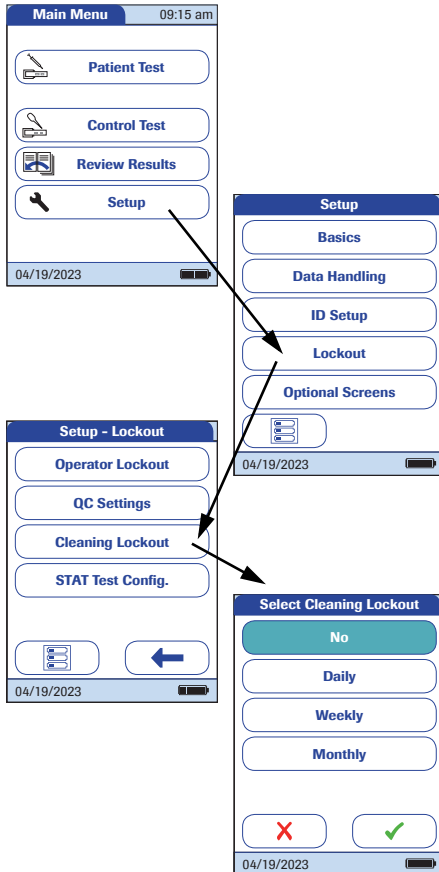 Main Menu 09:15 am
Patient Test
Control Test
Review Results
Setup
04/19/2023
Setup
Basics
Data Handling
ID Setup
Lockout
Optional Screens
04/19/2023
Setup - Lockout
Operator Lockout
QC Settings
Cleaning Lockout
STAT Test Config.
04/19/2023
Select Cleaning Lockout
No
Daily
Weekly
Monthly
04/19/2023